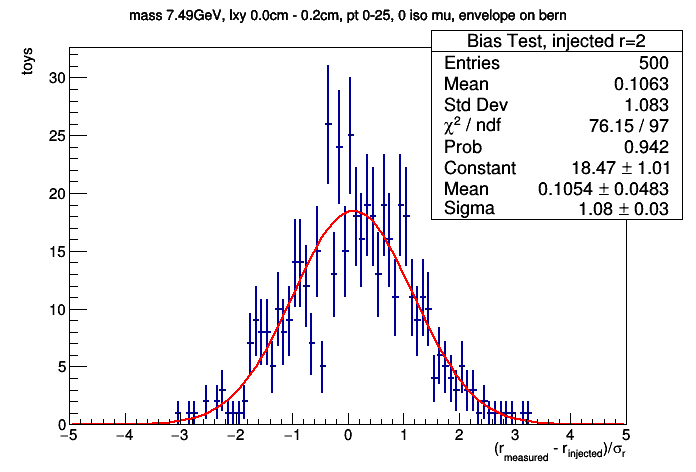 mass 7.49GeV, lxy 0.0cm - 0.2cm, pt 0-25, 0 iso mu, envelope on bern
Bias Test, injected r=2
Entries 500
Mean 0.1063
Std Dev 1.083
χ² / ndf 76.15 / 97
Prob 0.942
Constant 18.47 ± 1.01
Mean 0.1054 ± 0.0483
Sigma 1.08 ± 0.03
toys
30
25
20
15
10
5
0
−5 −4 −3 −2 −1 0 1 2 3 4 5
(r_measured - r_injected)/σ_r